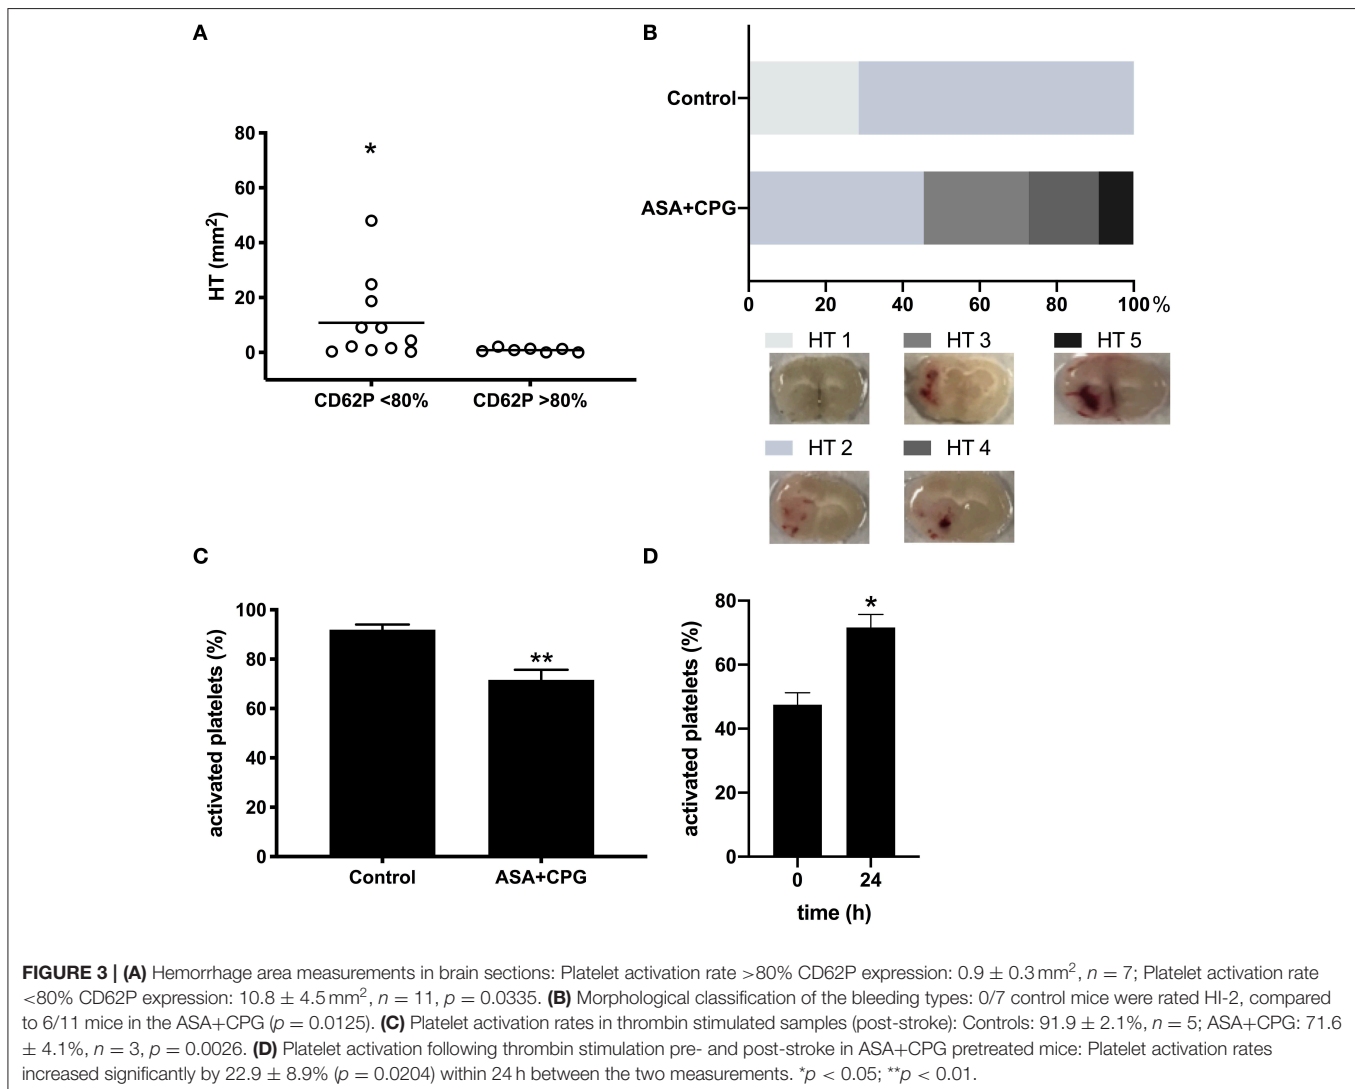 A
80
60
40
20
0
HT (mm²)
*
CD62P <80%
CD62P >80%
B
Control
ASA+CPG
0 20 40 60 80 100 %
HT 1
HT 3
HT 5
HT 2
HT 4
C
100
80
60
40
20
0
activated platelets (%)
**
Control
ASA+CPG
D
80
60
40
20
0
activated platelets (%)
*
0
24
time (h)
FIGURE 3 | (A) Hemorrhage area measurements in brain sections: Platelet activation rate >80% CD62P expression: 0.9 ± 0.3 mm², n = 7; Platelet activation rate
<80% CD62P expression: 10.8 ± 4.5 mm², n = 11, p = 0.0335. (B) Morphological classification of the bleeding types: 0/7 control mice were rated HI-2, compared
to 6/11 mice in the ASA+CPG (p = 0.0125). (C) Platelet activation rates in thrombin stimulated samples (post-stroke): Controls: 91.9 ± 2.1%, n = 5; ASA+CPG: 71.6
± 4.1%, n = 3, p = 0.0026. (D) Platelet activation following thrombin stimulation pre- and post-stroke in ASA+CPG pretreated mice: Platelet activation rates
increased significantly by 22.9 ± 8.9% (p = 0.0204) within 24 h between the two measurements. *p < 0.05; **p < 0.01.